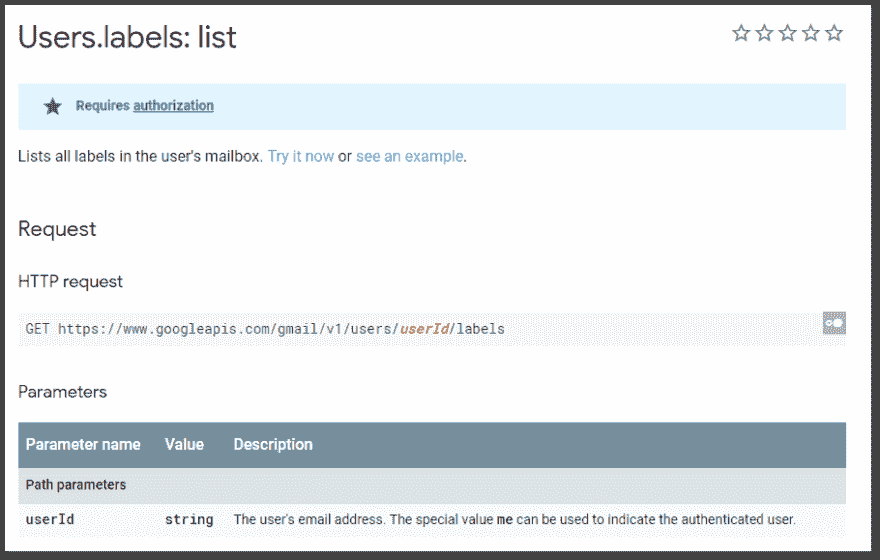 Users.labels: list
Requires authorization
Lists all labels in the user's mailbox. Try it now or see an example.
Request
HTTP request
GET https://www.googleapis.com/gmail/v1/users/userId/labels
Parameters
Parameter name Value Description
Path parameters
userId string The user's email address. The special value me can be used to indicate the authenticated user.